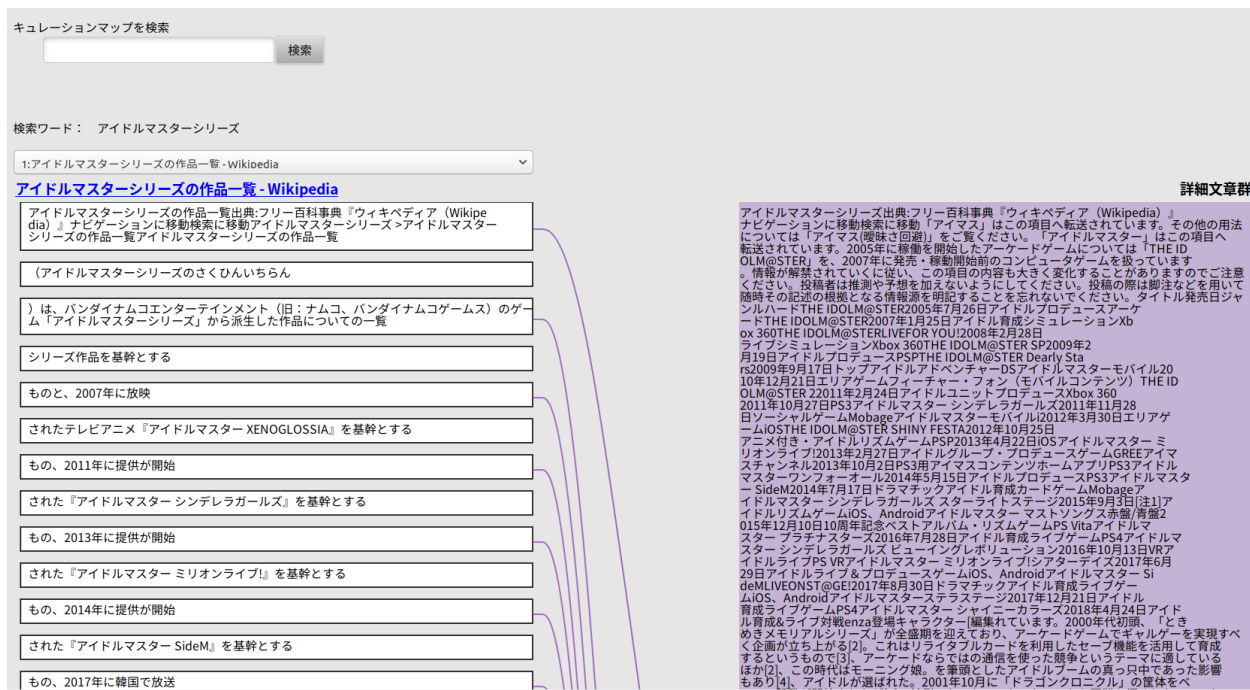 キュレーションマップを検索
検索
検索ワード： アイドルマスターシリーズ
1:アイドルマスターシリーズの作品一覧 - Wikipedia
アイドルマスターシリーズの作品一覧 - Wikipedia
詳細文章群
アイドルマスターシリーズの作品一覧出典:フリー百科事典『ウィキペディア（Wikipe
dia）』ナビゲーションに移動検索に移動アイドルマスターシリーズ >アイドルマスター
シリーズの作品一覧アイドルマスターシリーズの作品一覧
（アイドルマスターシリーズのさくひんいちらん
）は、バンダイナムコエンターテインメント（旧：ナムコ、バンダイナムコゲームス）のゲー
ム「アイドルマスターシリーズ」から派生した作品についての一覧
シリーズ作品を基幹とする
ものと、2007年に放映
されたテレビアニメ『アイドルマスター XENOGLOSSIA』を基幹とする
もの、2011年に提供が開始
された『アイドルマスター シンデレラガールズ』を基幹とする
もの、2013年に提供が開始
された『アイドルマスター ミリオンライブ!』を基幹とする
もの、2014年に提供が開始
された『アイドルマスター SideM』を基幹とする
もの、2017年に韓国で放送
アイドルマスターシリーズ出典:フリー百科事典『ウィキペディア（Wikipedia）』
ナビゲーションに移動検索に移動「アイマス」はこの項目へ転送されています。その他の用法
については「アイマス(曖昧さ回避)」をご覧ください。「アイドルマスター」はこの項目へ
転送されています。2005年に稼働を開始したアーケードゲームについては「THE ID
OLM@STER」を、2007年に発売・稼働開始前のコンピュータゲームを扱っています
。情報が解禁されていくに従い、この項目の内容も大きく変化することがありますのでご注意
ください。投稿者は推測や予想を加えないようにしてください。投稿の際は脚注などを用いて
随時その記述の根拠となる情報源を明記することを忘れないでください。タイトル発売日ジャ
ンルハードTHE IDOLM@STER2005年7月26日アイドルプロデュースアーケ
ードTHE IDOLM@STER2007年1月25日アイドル育成シミュレーションXb
ox 360THE IDOLM@STERLIVEFOR YOU!2008年2月28日
ライブシミュレーションXbox 360THE IDOLM@STER SP2009年2
月19日アイドルプロデュースPSPTHE IDOLM@STER Dearly Sta
rs2009年9月17日トップアイドルアドベンチャーDSアイドルマスターモバイル20
10年12月21日エリアゲームフィーチャー・フォン（モバイルコンテンツ）THE ID
OLM@STER 22011年2月24日アイドルユニットプロデュースXbox 360
2011年10月27日PS3アイドルマスター シンデレラガールズ2011年11月28
日ソーシャルゲームMobageアイドルマスターモバイルi2012年3月30日エリアゲ
ームiOSTHE IDOLM@STER SHINY FESTA2012年10月25日
アニメ付き・アイドルリズムゲームPSP2013年4月22日iOSアイドルマスター ミ
リオンライブ!2013年2月27日アイドルグループ・プロデュースゲームGREEアイマ
スチャンネル2013年10月2日PS3用アイマスコンテンツホームアプリPS3アイドル
マスターワンフォーオール2014年5月15日アイドルプロデュースPS3アイドルマスタ
ー SideM2014年7月17日ドラマチックアイドル育成カードゲームMobageア
イドルマスター シンデレラガールズ スターライトステージ2015年9月3日[注1]ア
イドルリズムゲームiOS、Androidアイドルマスター マストソングス赤盤/青盤2
015年12月10日10周年記念ベストアルバム・リズムゲームPS Vitaアイドルマ
スター プラチナスターズ2016年7月28日アイドル育成ライブゲームPS4アイドルマ
スター シンデレラガールズ ビューイングレボリューション2016年10月13日VRア
イドルライブPS VRアイドルマスター ミリオンライブ!シアターデイズ2017年6月
29日アイドルライブ＆プロデュースゲームiOS、Androidアイドルマスター Si
deMLIVEONST@GE!2017年8月30日ドラマチックアイドル育成ライブゲー
ムiOS、Androidアイドルマスターステラステージ2017年12月21日アイドル
育成ライブゲームPS4アイドルマスター シャイニーカラーズ2018年4月24日アイド
ル育成&ライブ対戦enza登場キャラクター[編集れています。2000年代初頭、「とき
めきメモリアルシリーズ」が全盛期を迎えており、アーケードゲームでギャルゲーを実現すべ
く企画が立ち上がる[2]。これはリライタブルカードを利用したセーブ機能を活用して育成
するというもので[3]、アーケードならではの通信を使った競争というテーマに適している
ほか[2]、この時代はモーニング娘。を筆頭としたアイドルブームの真っ只中であった影響
もあり[4]、アイドルが選ばれた。2001年10月に「ドラゴンクロニクル」の筐体をベ